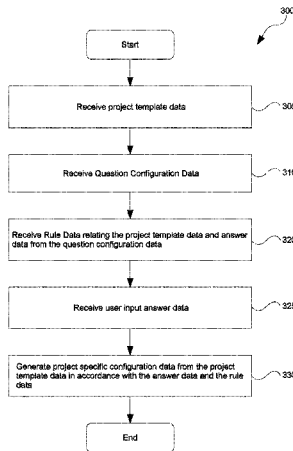 300
Start
Receive project template data
Receive Question Configuration Data
Receive Rule Data relating the project template data and answer
data from the question configuration data
Receive user input answer data
Generate project specific configuration data from the project
template data in accordance with the answer data and the rule
data
End